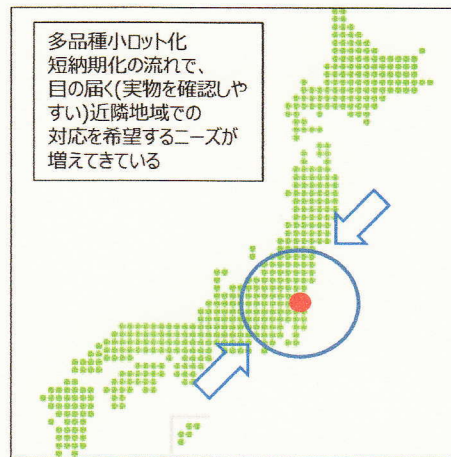 多品種小ロット化
短納期化の流れで、
目の届く(実物を確認しや
すい)近隣地域での
対応を希望するニーズが
増えてきている